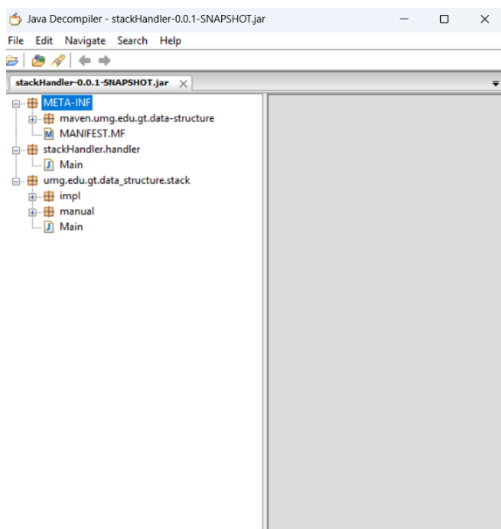 Java Decompiler - stackHandler-0.0.1-SNAPSHOT.jar
File Edit Navigate Search Help
stackHandler-0.0.1-SNAPSHOT.jar
META-INF
maven.umg.edu.gt.data-structure
MANIFEST.MF
stackHandler.handler
Main
umg.edu.gt.data_structure.stack
impl
manual
Main